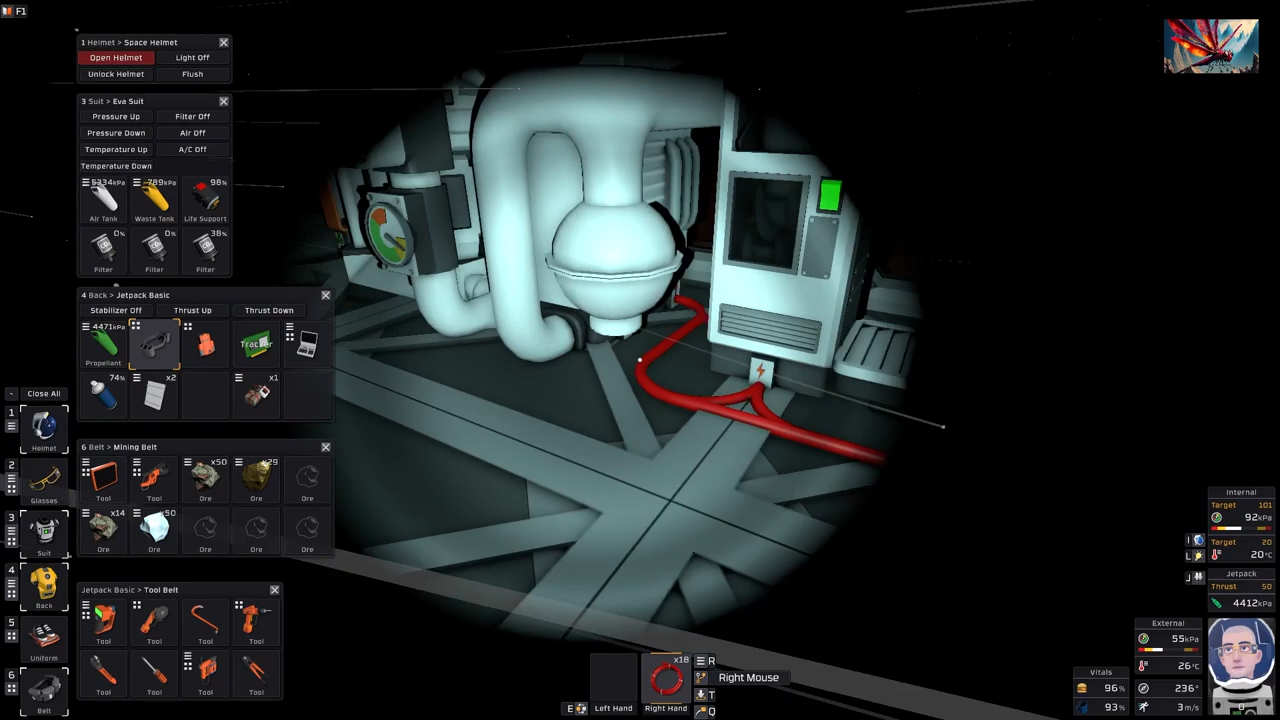 F1
1 Helmet > Space Helmet
Open Helmet
Light Off
Unlock Helmet
Flush
3 Suit > Eva Suit
Pressure Up
Filter Off
Pressure Down
Air Off
Temperature Up
A/C Off
Temperature Down
789kPa
98%
Air Tank
Waste Tank
Life Support
0%
0%
38%
Filter
Filter
Filter
4 Back > Jetpack Basic
Stabilizer Off
Thrust Up
Thrust Down
4471kPa
Tracker
Propellant
74%
x2
x1
- Close All
1
Helmet
2
Glasses
3
Suit
4
Back
5
Uniform
6
Belt
6 Belt > Mining Belt
x50
x29
Tool
Tool
Ore
Ore
Ore
x14
x50
Ore
Ore
Ore
Ore
Ore
Jetpack Basic > Tool Belt
Tool
Tool
Tool
Tool
Tool
Tool
Tool
Tool
x18
R
Right Mouse
T
E
Left Hand
Right Hand
Q
Internal
Target 101
92kPa
Target 20
I
L
20°C
Jetpack
J
Thrust 50
4412kPa
External
55kPa
26°C
Vitals
96%
236°
93%
3m/s
0